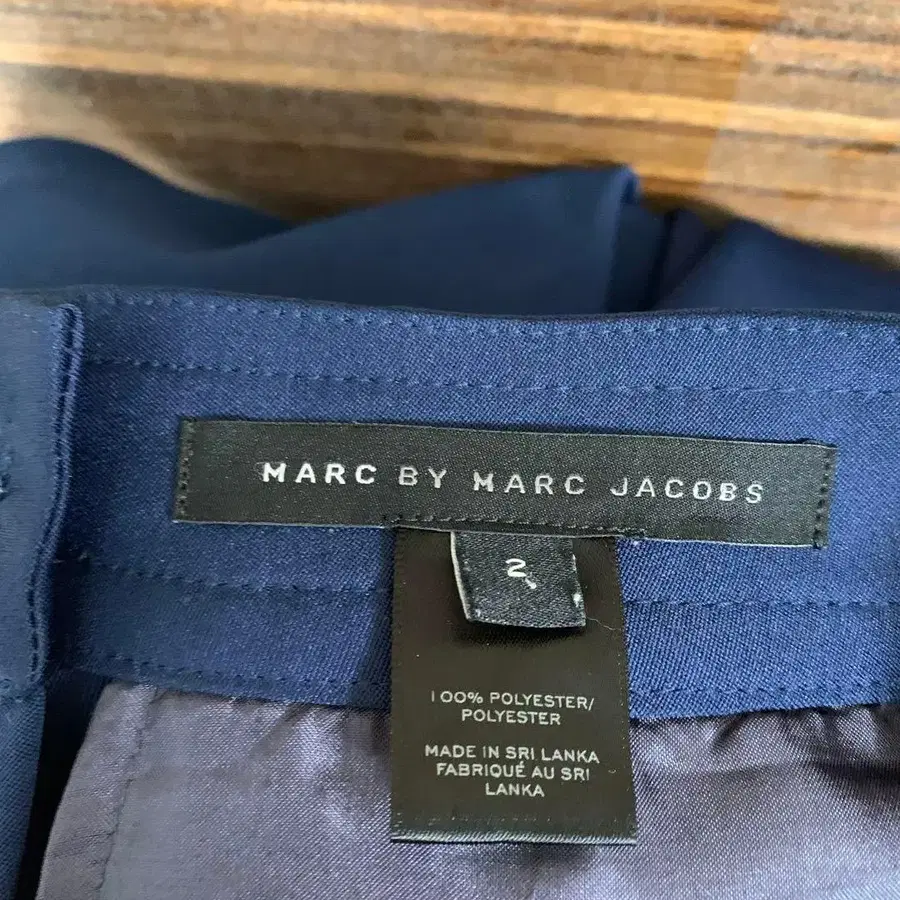 MARC BY MARC JACOBS
2
100% POLYESTER/
POLYESTER
MADE IN SRI LANKA
FABRIQUÉ AU SRI
LANKA